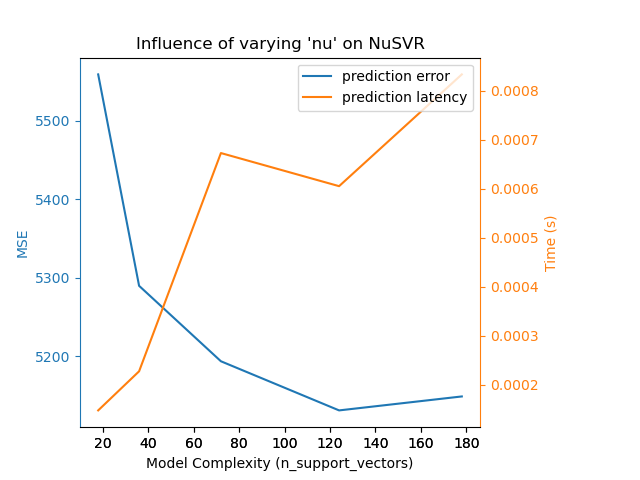 Influence of varying 'nu' on NuSVR
prediction error
prediction latency
5500
5400
5300
5200
MSE
0.0008
0.0007
0.0006
0.0005
0.0004
0.0003
0.0002
Time (s)
20 40 60 80 100 120 140 160 180
Model Complexity (n_support_vectors)